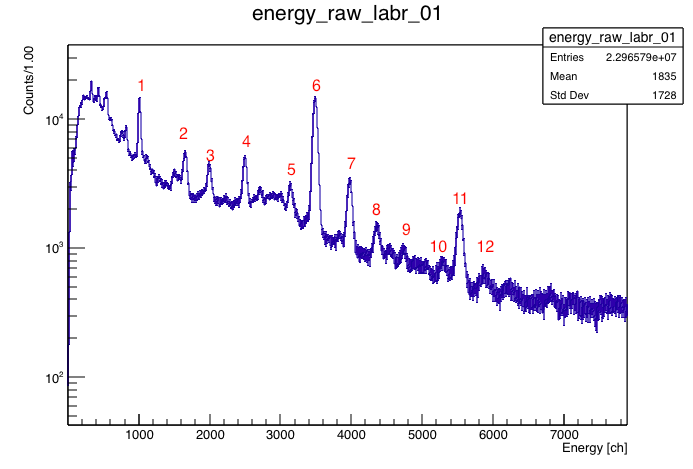 energy_raw_labr_01
energy_raw_labr_01
Entries 2.296579e+07
Mean 1835
Std Dev 1728
Counts/1.00
10⁴
10³
10²
1
2
3
4
5
6
7
8
9
10
11
12
1000 2000 3000 4000 5000 6000 7000
Energy [ch]